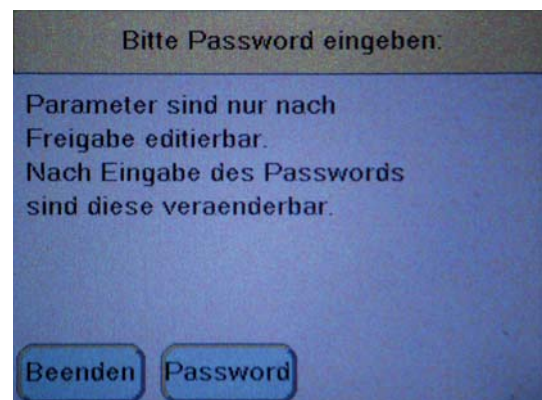 Bitte Password eingeben:
Parameter sind nur nach
Freigabe editierbar.
Nach Eingabe des Passwords
sind diese veraenderbar.
Beenden Password